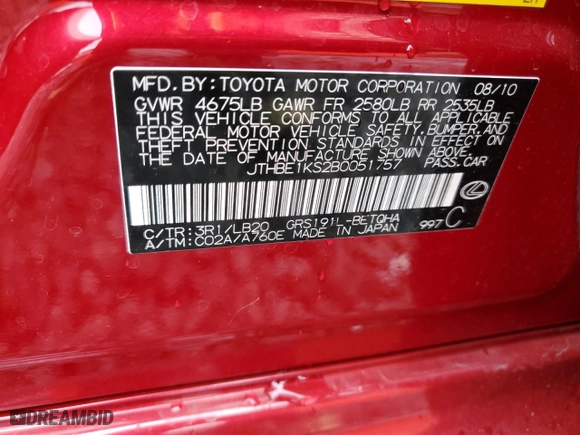 MFD. BY: TOYOTA MOTOR CORPORATION 08/10
GVWR 4675LB GAWR FR 2580LB RR 2535LB
THIS VEHICLE CONFORMS TO ALL APPLICABLE
FEDERAL MOTOR VEHICLE SAFETY, BUMPER, AND
THEFT PREVENTION STANDARDS IN EFFECT ON
THE DATE OF MANUFACTURE SHOWN ABOVE.
JTHBE1KS2B0051757 PASS. CAR
C/TR: 3R1/LB20 GRS191L-BETQHA
A/TM: C02A/A760E MADE IN JAPAN 997 C
DREAMBID